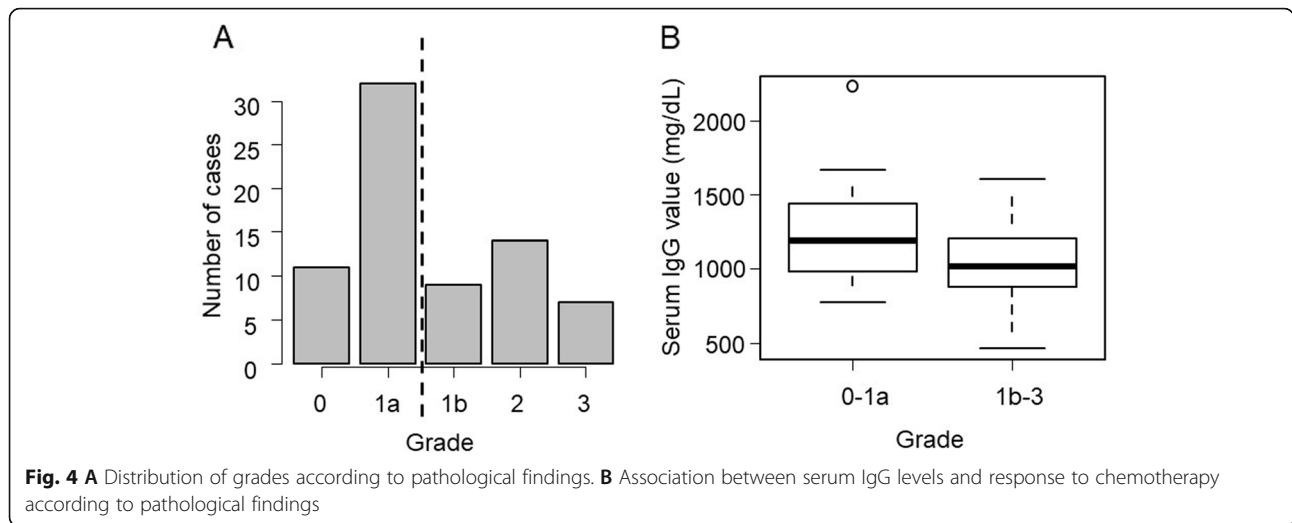 A
Number of cases
30
25
20
15
10
5
0
0 1a 1b 2 3
Grade
B
Serum IgG value (mg/dL)
2000
1500
1000
500
0-1a 1b-3
Grade
Fig. 4 A Distribution of grades according to pathological findings. B Association between serum IgG levels and response to chemotherapy
according to pathological findings